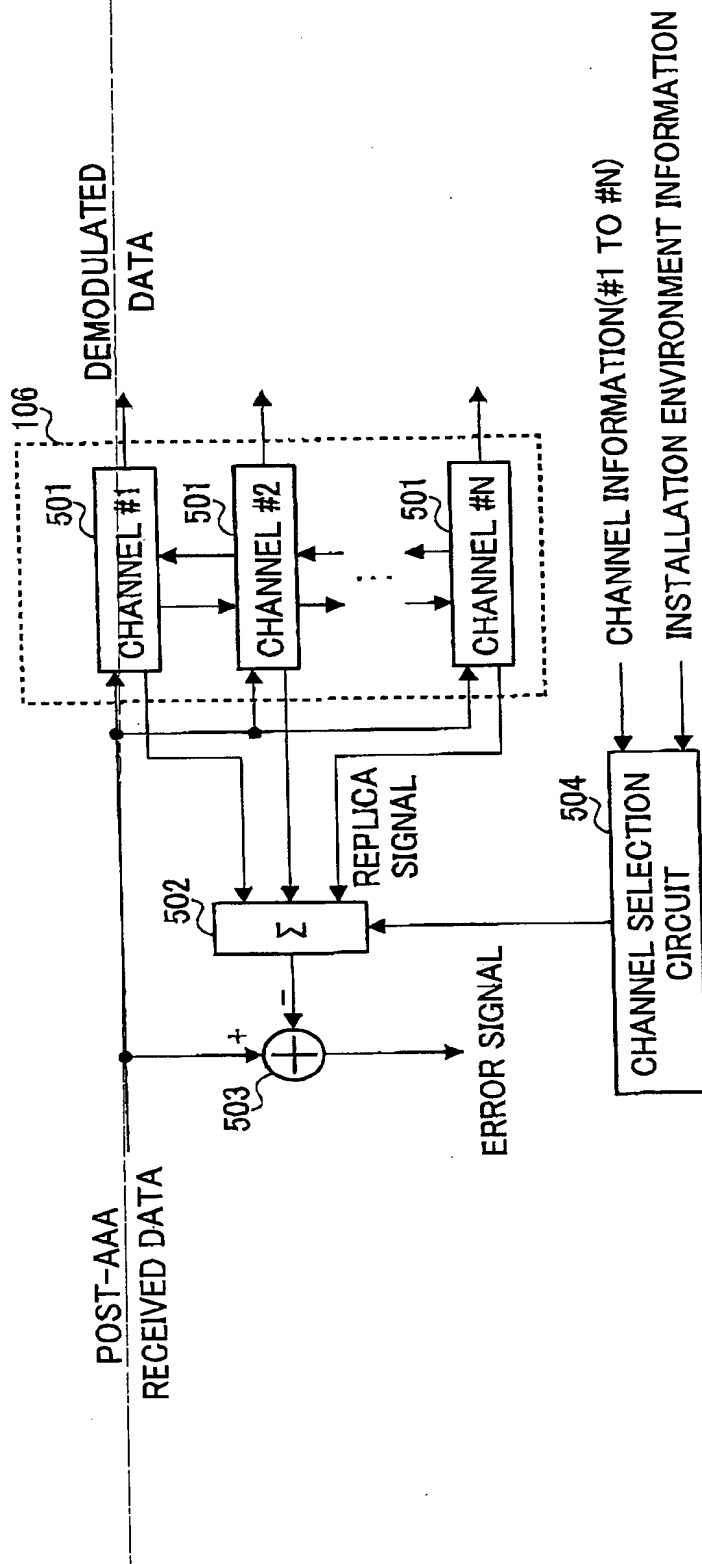 POST-AAA
RECEIVED DATA
503
+
-
ERROR SIGNAL
502
Σ
REPLICA
SIGNAL
106
501
CHANNEL #1
501
CHANNEL #2
...
501
CHANNEL #N
DEMODULATED
DATA
504
CHANNEL SELECTION
CIRCUIT
CHANNEL INFORMATION(#1 TO #N)
INSTALLATION ENVIRONMENT INFORMATION